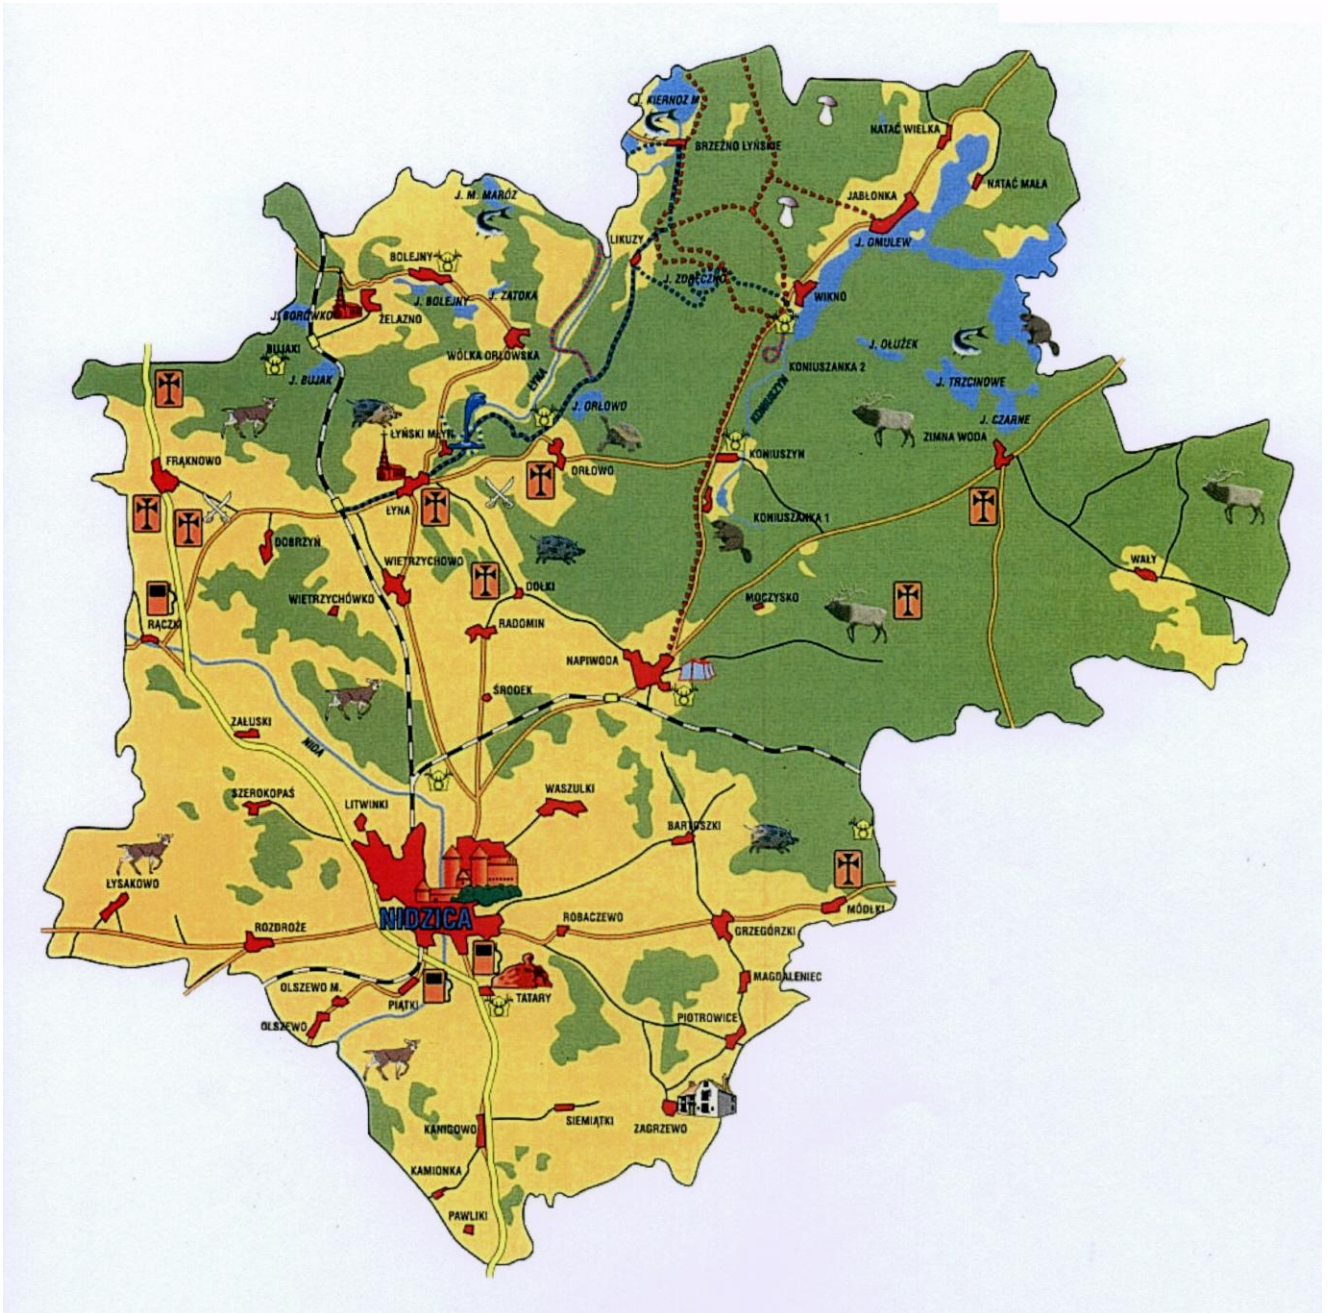 J. KIERNOZ M
BRZEŹNO ŁYŃSKIE
NATAĆ WIELKA
NATAĆ MAŁA
J. M. MARÓZ
JABŁONKA
J. OMULEW
LIKUZY
BOLEJNY
J. ZDRĘCZNO
J. BOLEJNY
J. ZATOKA
WIKNO
J. BORÓWKO
ŻELAZNO
BUJAKI
WÓLKA ORŁOWSKA
J. OŁUŻEK
KONIUSZANKA 2
J. BUJAK
ŁYNA
KONIUSZYN
J. TRZCINOWE
J. ORŁOWO
J. CZARNE
ŁYŃSKI MŁYN
ZIMNA WODA
FRĄKNOWO
KONIUSZYN
ORŁOWO
ŁYNA
KONIUSZANKA 1
DOBRZYŃ
WIETRZYCHOWO
WAŁY
DOŁKI
WIETRZYCHÓWKO
MOCZYSKO
RĄCZKI
RADOMIN
NAPIWODA
ŚRODEK
ZAŁUSKI
NIDA
SZEROKOPAŚ
LITWINKI
WASZULKI
BARTOSZKI
ŁYSAKOWO
MÓDŁKI
NIDZICA
ROZDROŻE
ROBACZEWO
GRZEGÓRZKI
MAGDALENIEC
OLSZEWO M.
PIĄTKI
TATARY
PIOTROWICE
OLSZEWO
KANIGOWO
SIEMIĄTKI
ZAGRZEWO
KAMIONKA
PAWLIKI